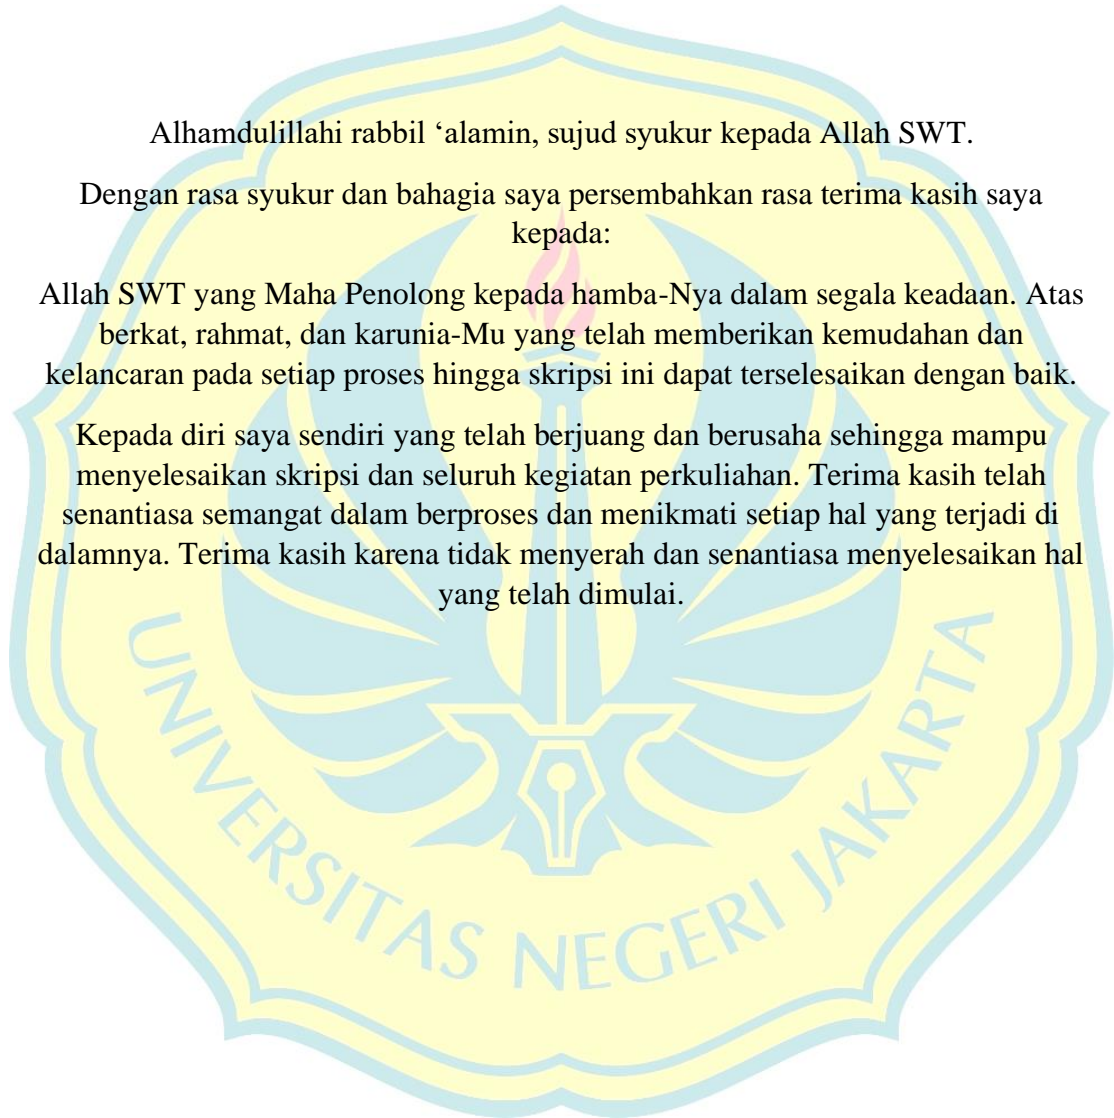 Alhamdulillahi rabbil ‘alamin, sujud syukur kepada Allah SWT.
Dengan rasa syukur dan bahagia saya persembahkan rasa terima kasih saya
kepada:
Allah SWT yang Maha Penolong kepada hamba-Nya dalam segala keadaan. Atas
berkat, rahmat, dan karunia-Mu yang telah memberikan kemudahan dan
kelancaran pada setiap proses hingga skripsi ini dapat terselesaikan dengan baik.
Kepada diri saya sendiri yang telah berjuang dan berusaha sehingga mampu
menyelesaikan skripsi dan seluruh kegiatan perkuliahan. Terima kasih telah
senantiasa semangat dalam berproses dan menikmati setiap hal yang terjadi di
dalamnya. Terima kasih karena tidak menyerah dan senantiasa menyelesaikan hal
yang telah dimulai.
UNIVERSITAS NEGERI JAKARTA